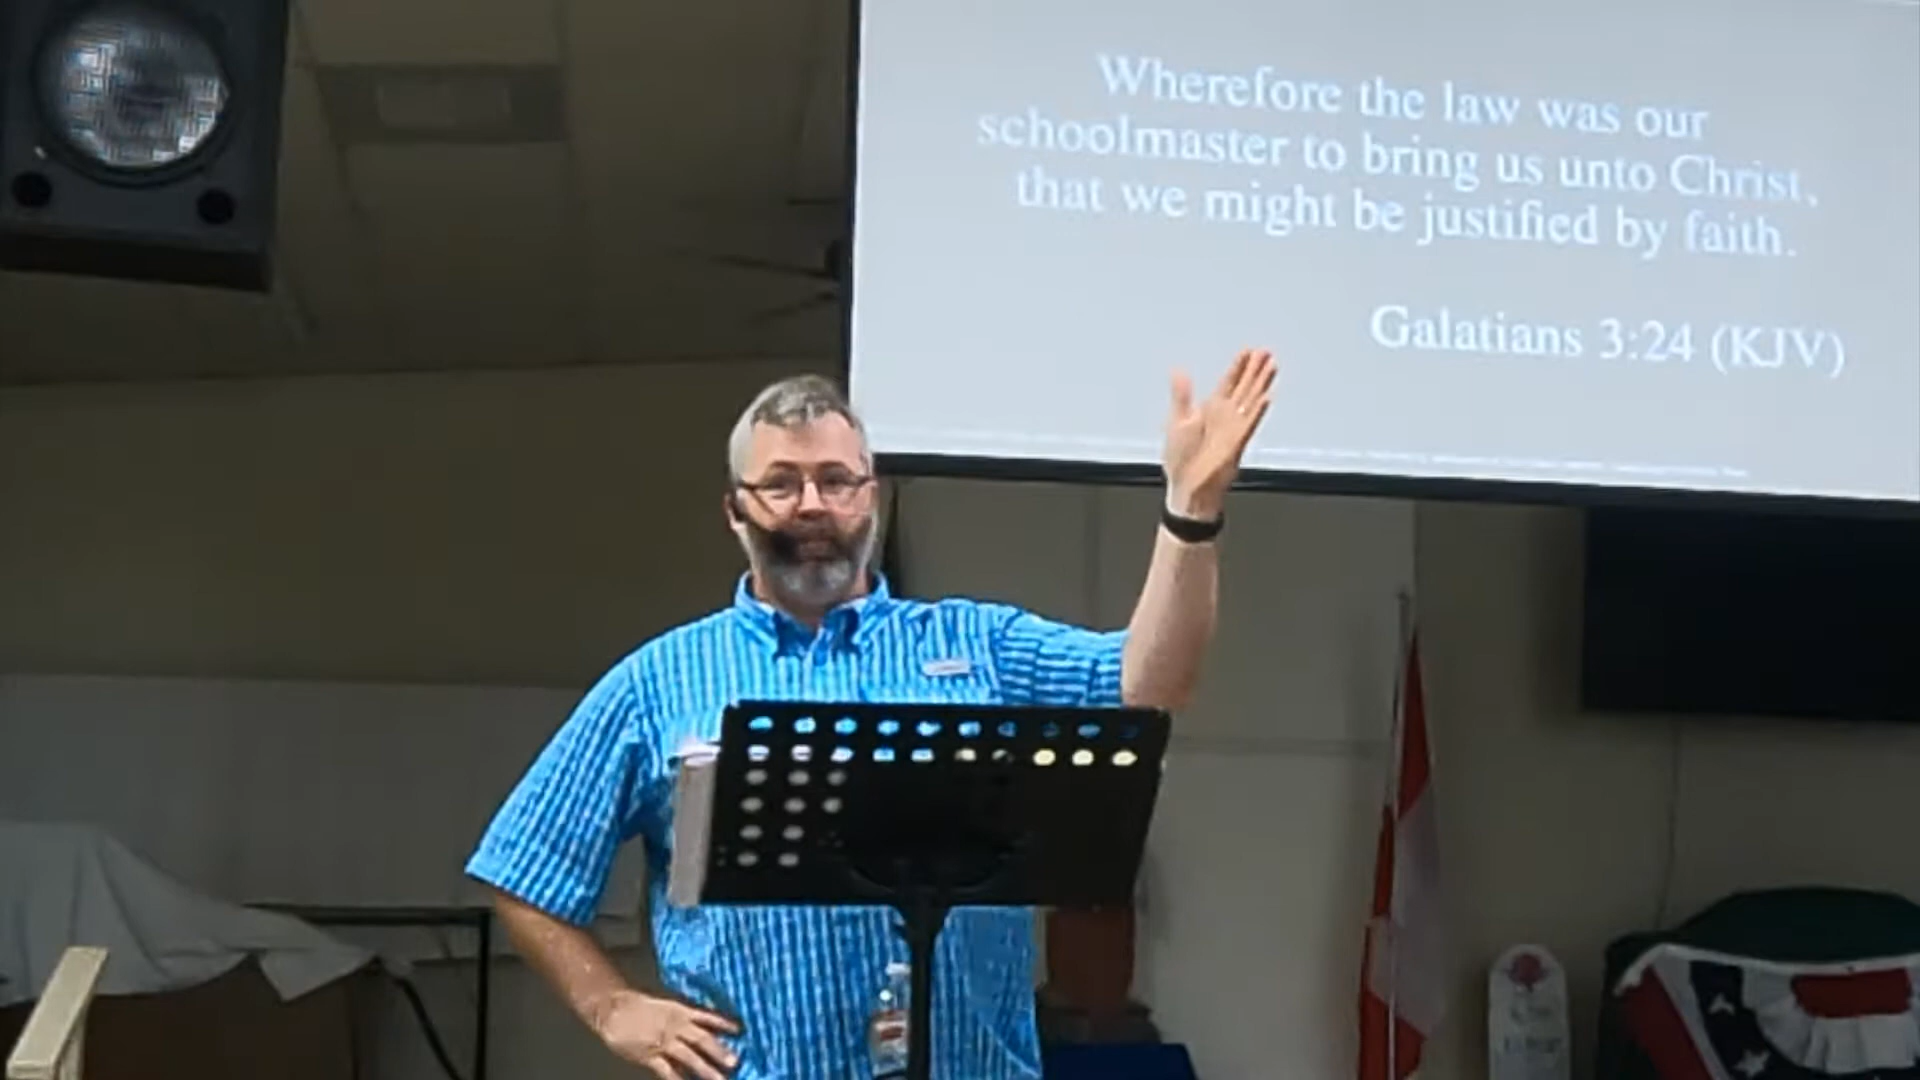 Wherefore the law was our
schoolmaster to bring us unto Christ,
that we might be justified by faith.
Galatians 3:24 (KJV)